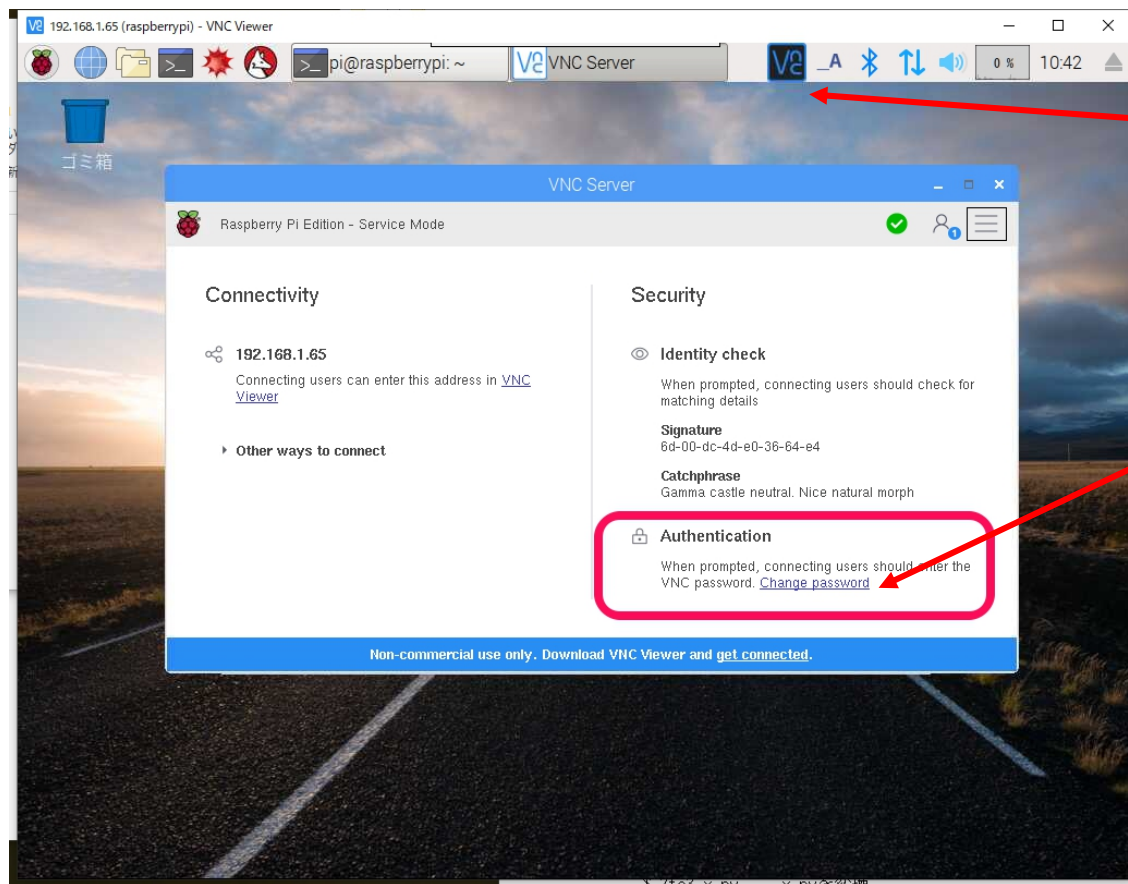 192.168.1.65 (raspberrypi) - VNC Viewer
pi@raspberrypi: ~
VNC Server
_A
0 %
10:42
ゴミ箱
VNC Server
Raspberry Pi Edition - Service Mode
1
Connectivity
192.168.1.65
Connecting users can enter this address in VNC
Viewer
Other ways to connect
Security
Identity check
When prompted, connecting users should check for
matching details
Signature
6d-00-dc-4d-e0-36-64-e4
Catchphrase
Gamma castle neutral. Nice natural morph
Authentication
When prompted, connecting users should enter the
VNC password. Change password
Non-commercial use only. Download VNC Viewer and get connected.